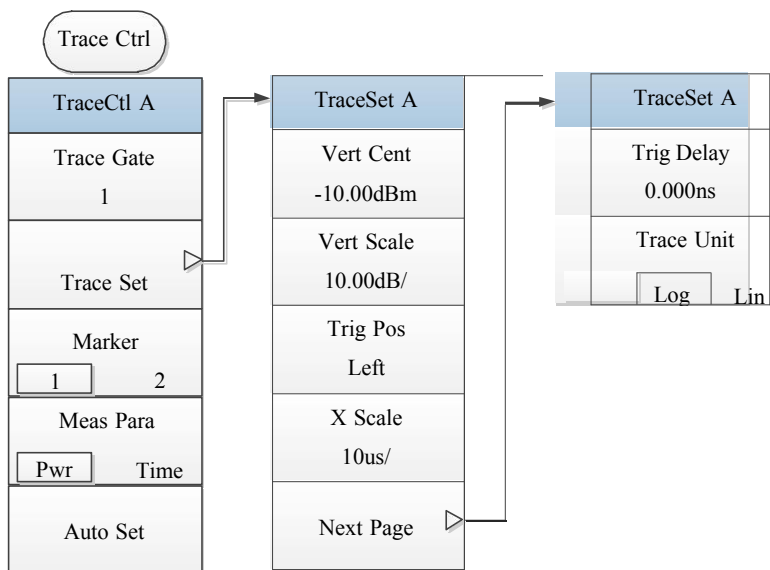 Trace Ctrl
TraceCtl A
Trace Gate
1
Trace Set
Marker
1 2
Meas Para
Pwr Time
Auto Set
TraceSet A
Vert Cent
-10.00dBm
Vert Scale
10.00dB/
Trig Pos
Left
X Scale
10us/
Next Page
TraceSet A
Trig Delay
0.000ns
Trace Unit
Log Lin